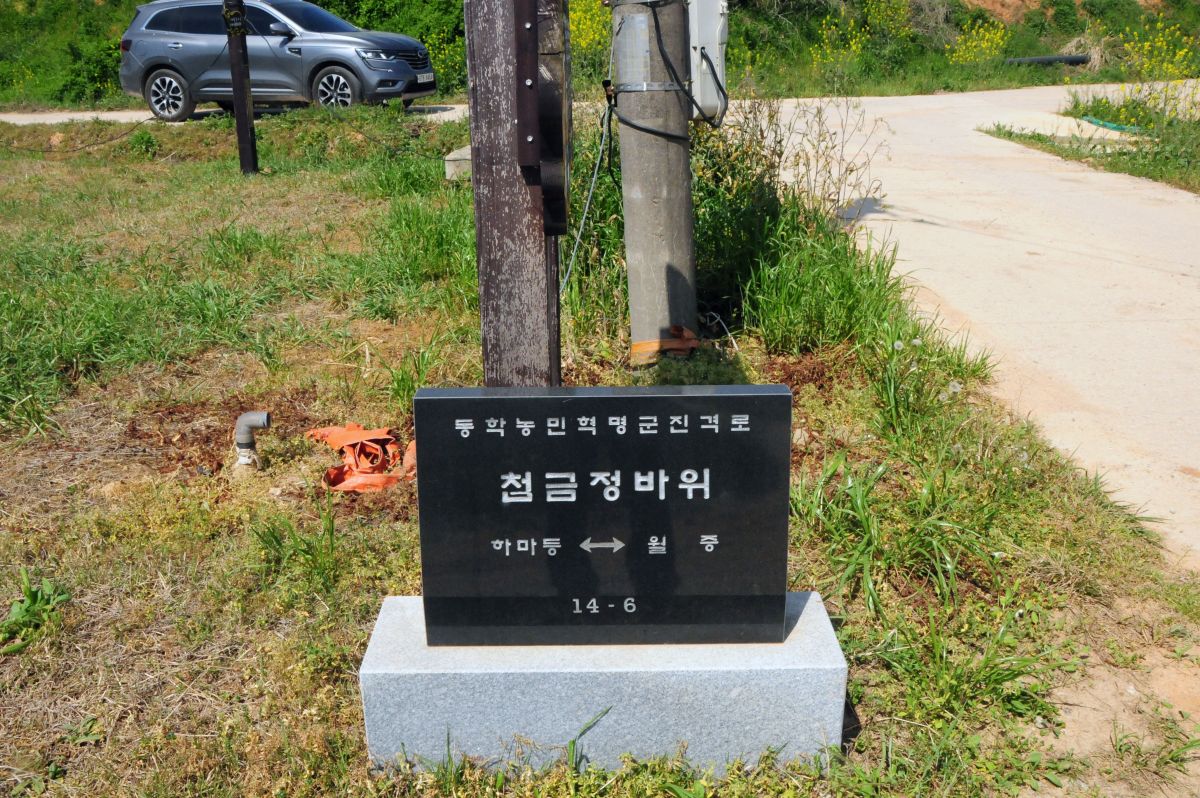 동학농민혁명군진격로
첨금정바위
하마등 ↔ 월 중
14 - 6